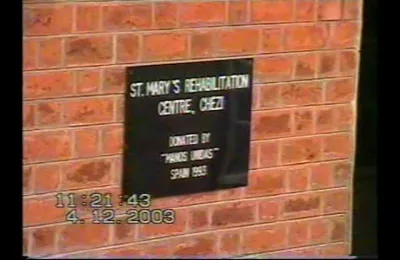 ST. MARY'S REHABILITATION
CENTRE, CHEZI
DONATED BY
"MANOS UNIDAS"
SPAIN 1993
11:21:43
4.12.2003